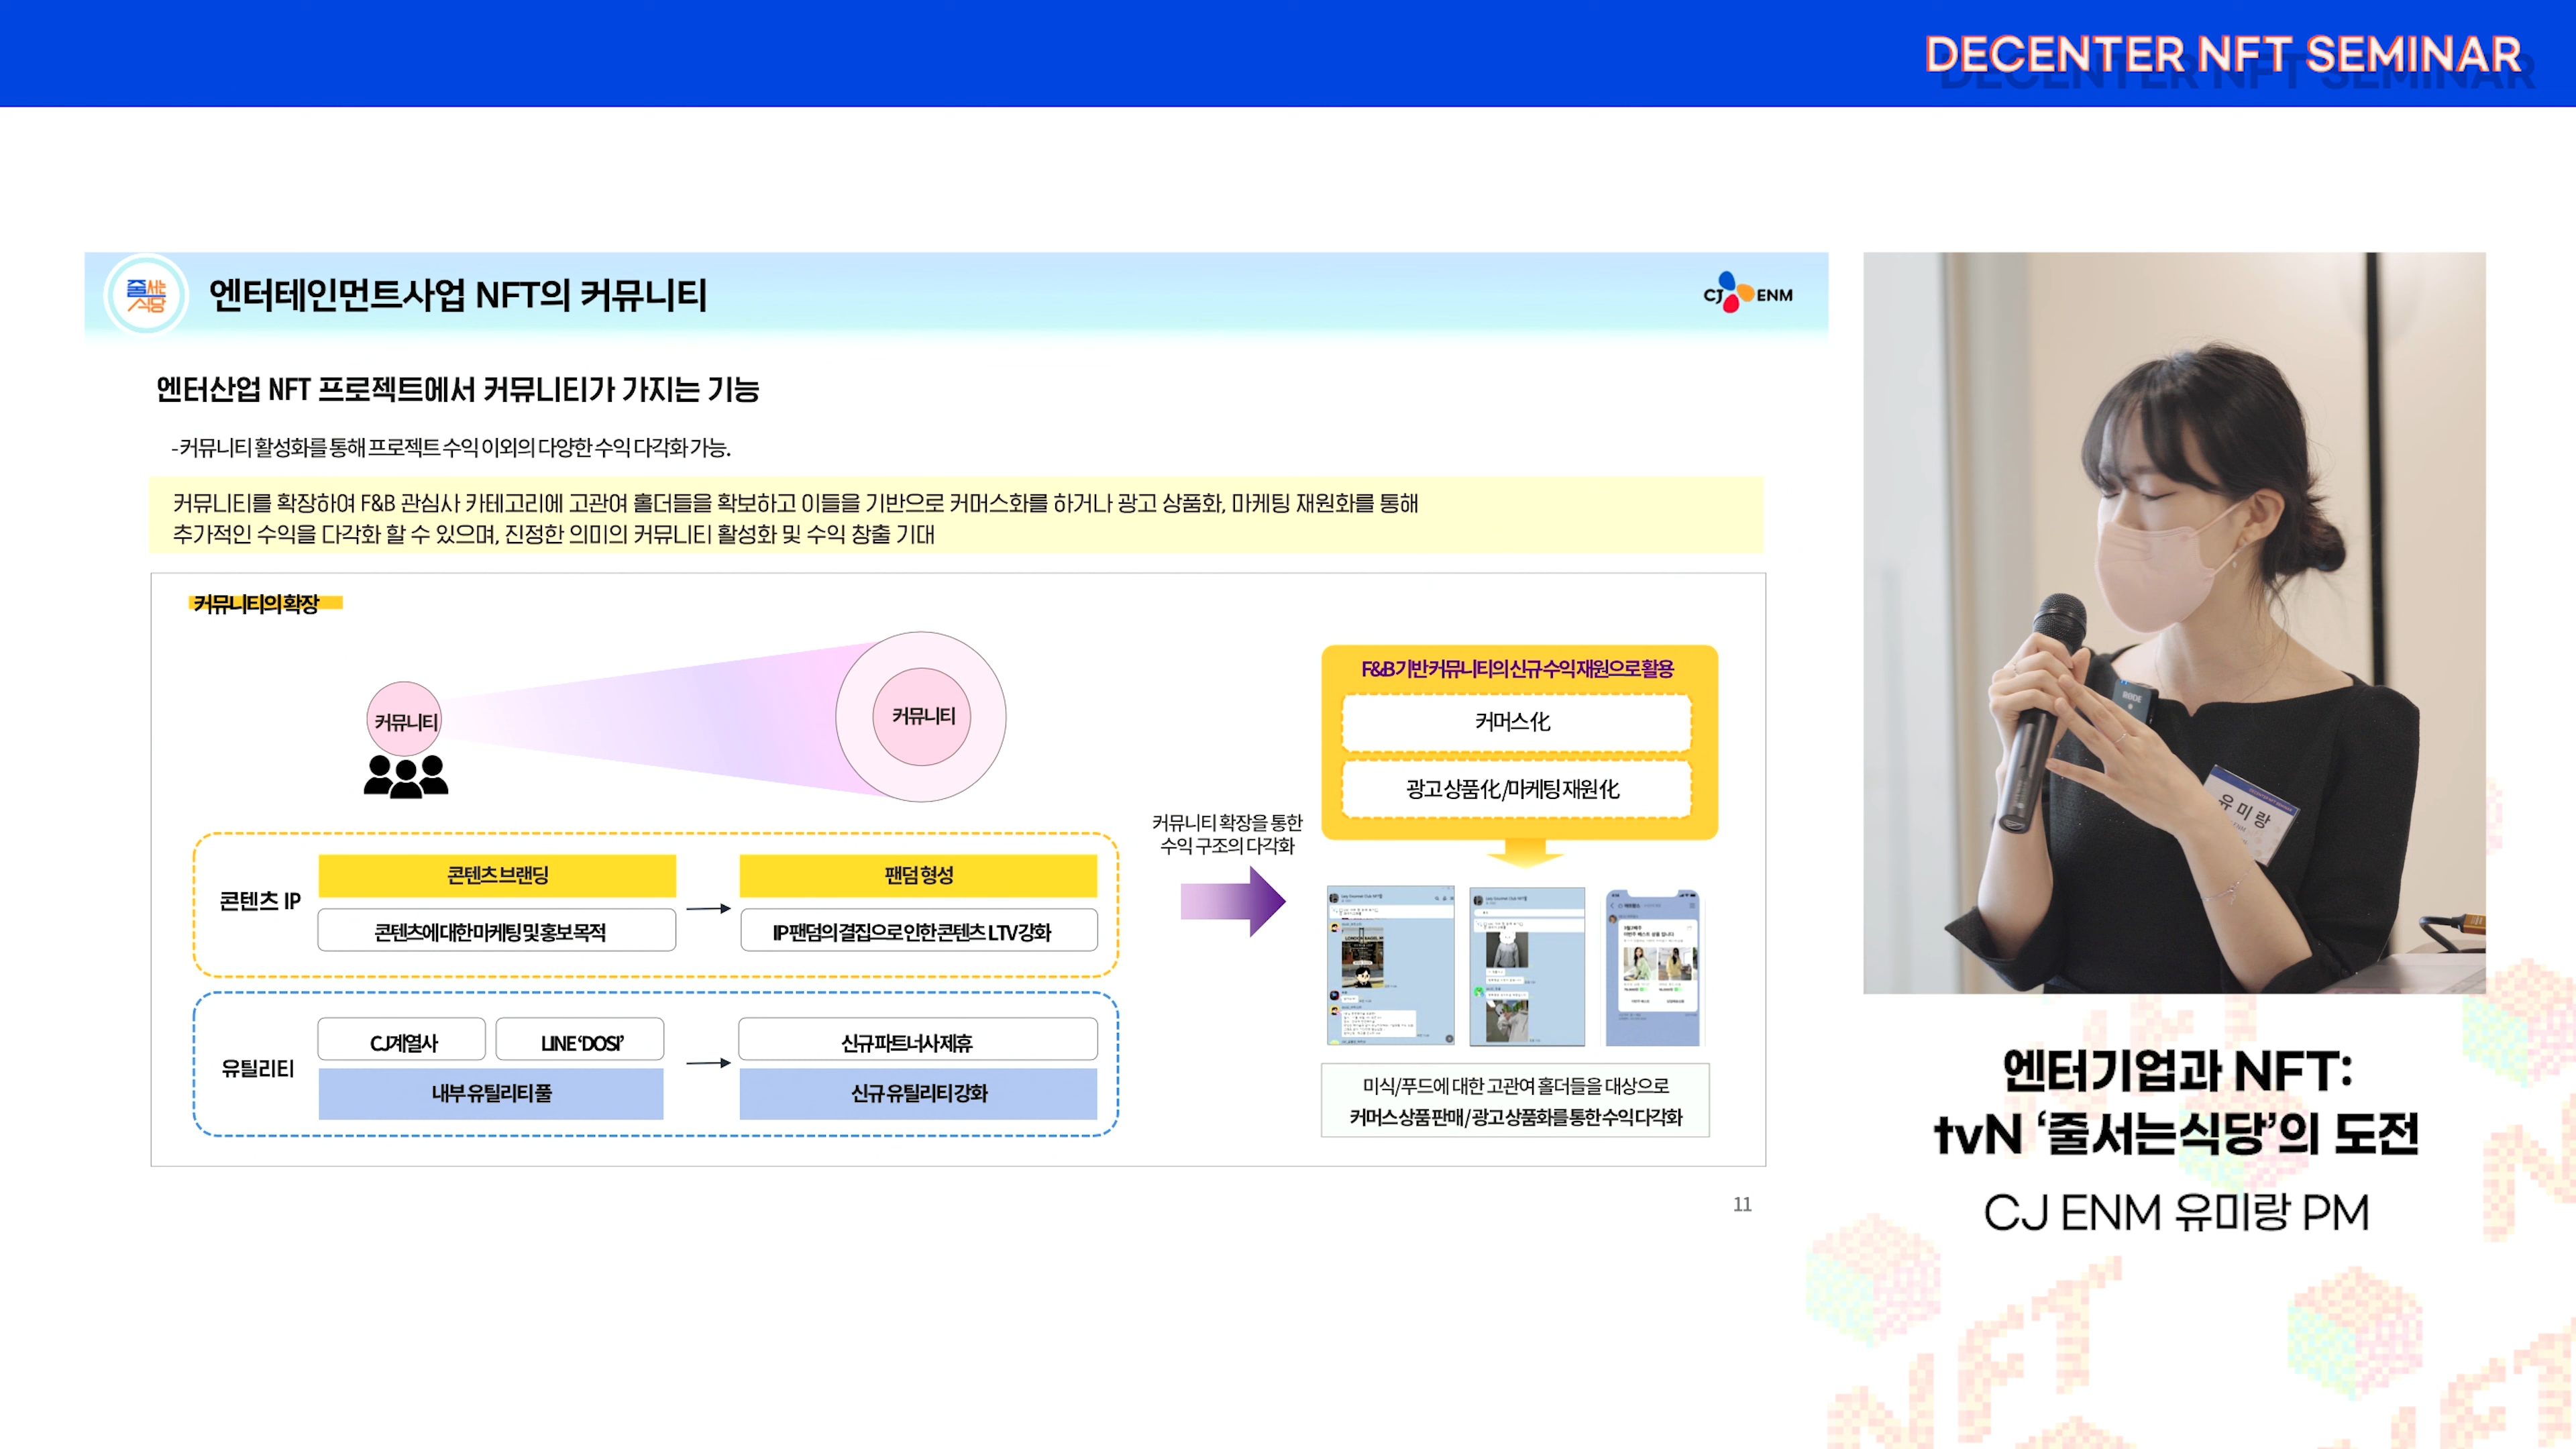 DECENTER NFT SEMINAR
줄서는
식당
엔터테인먼트사업 NFT의 커뮤니티
CJ ENM
엔터산업 NFT 프로젝트에서 커뮤니티가 가지는 기능
-커뮤니티 활성화를 통해 프로젝트 수익 이외의 다양한 수익 다각화 가능.
커뮤니티를 확장하여 F&B 관심사 카테고리에 고관여 홀더들을 확보하고 이들을 기반으로 커머스화를 하거나 광고 상품화, 마케팅 재원화를 통해
추가적인 수익을 다각화 할 수 있으며, 진정한 의미의 커뮤니티 활성화 및 수익 창출 기대
커뮤니티의 확장
커뮤니티
커뮤니티
콘텐츠 IP
콘텐츠 브랜딩
팬덤 형성
콘텐츠에 대한 마케팅 및 홍보 목적
IP 팬덤의 결집으로 인한 콘텐츠 LTV 강화
유틸리티
CJ계열사
LINE 'DOSI'
신규 파트너사 제휴
내부 유틸리티 풀
신규 유틸리티 강화
커뮤니티 확장을 통한
수익 구조의 다각화
F&B 기반 커뮤니티의 신규 수익 재원으로 활용
커머스化
광고 상품化/마케팅 재원化
미식/푸드에 대한 고관여 홀더들을 대상으로
커머스 상품 판매 / 광고 상품화를 통한 수익 다각화
11
유미랑
엔터기업과 NFT:
tvN ‘줄서는식당’의 도전
CJ ENM 유미랑 PM
NFT
NFT